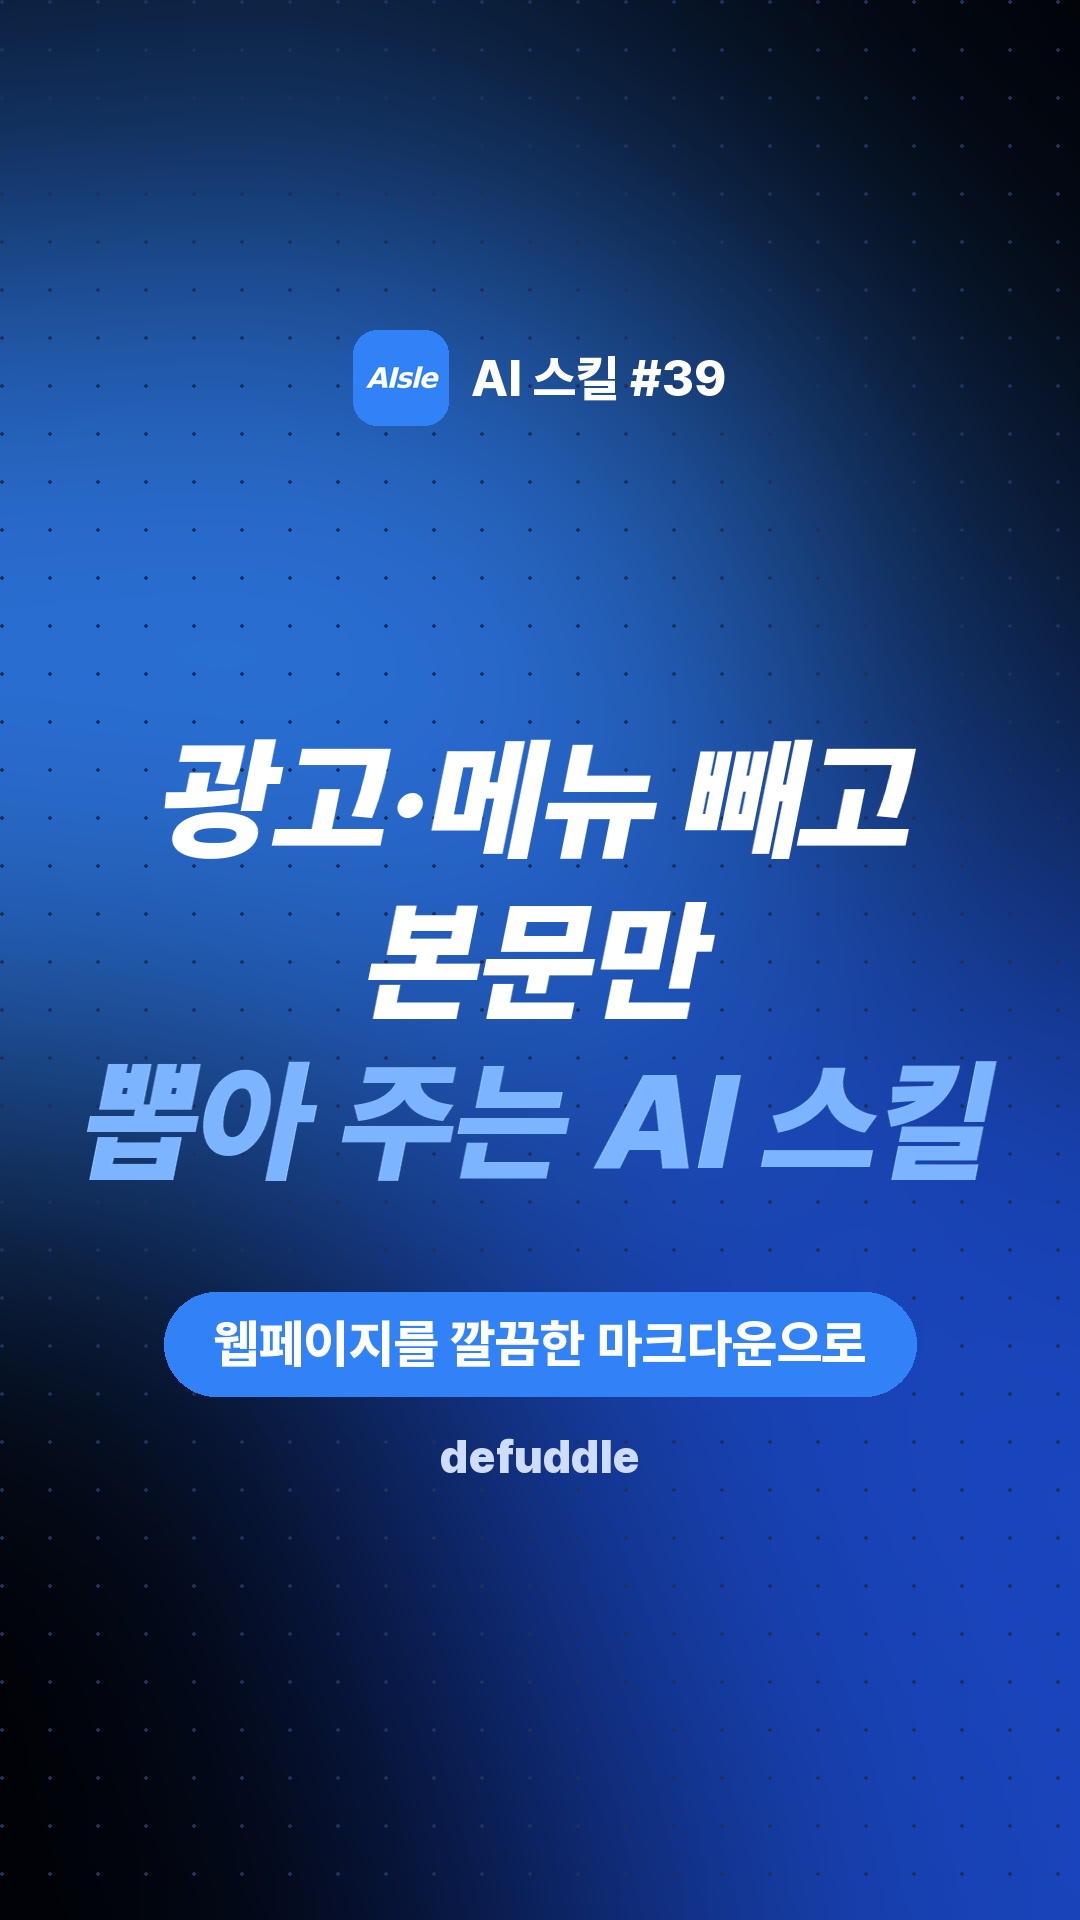 AIsle
AI 스킬 #39
광고·메뉴 빼고
본문만
뽑아 주는 AI 스킬
웹페이지를 깔끔한 마크다운으로
defuddle